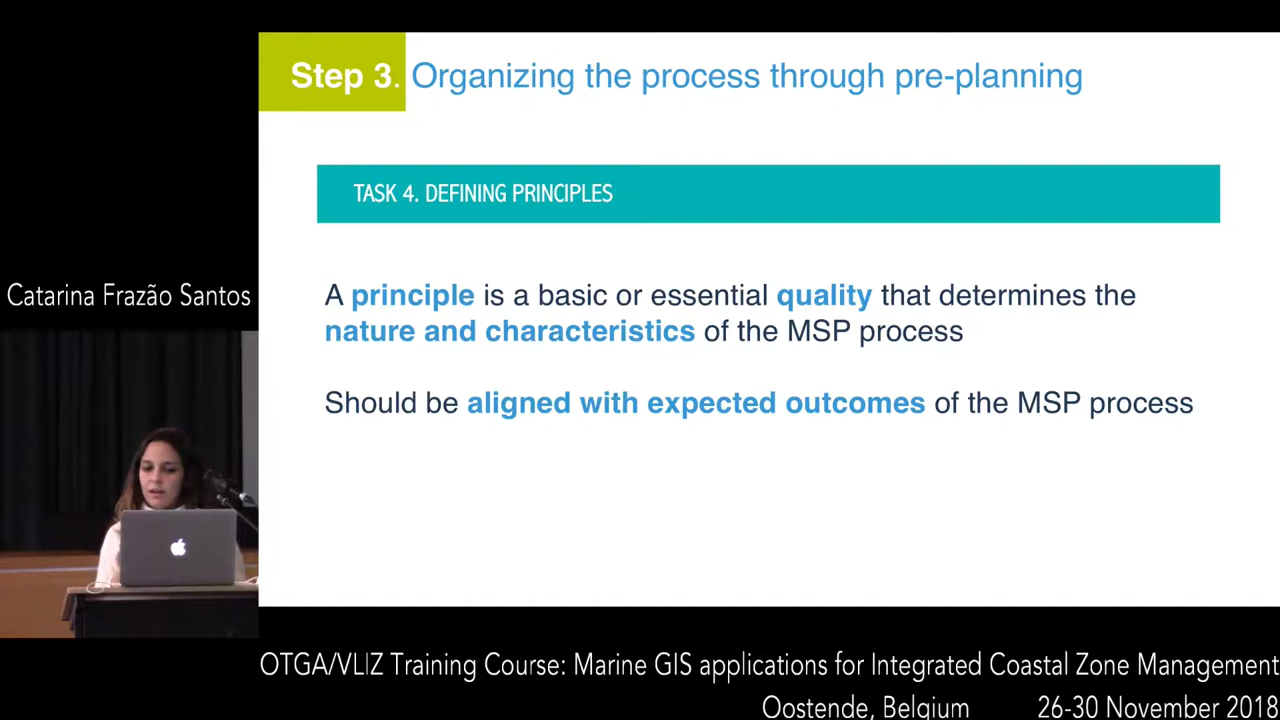 Step 3. Organizing the process through pre-planning
TASK 4. DEFINING PRINCIPLES
A principle is a basic or essential quality that determines the
nature and characteristics of the MSP process
Should be aligned with expected outcomes of the MSP process
Catarina Frazão Santos
OTGA/VLIZ Training Course: Marine GIS applications for Integrated Coastal Zone Management
Oostende, Belgium 26-30 November 2018